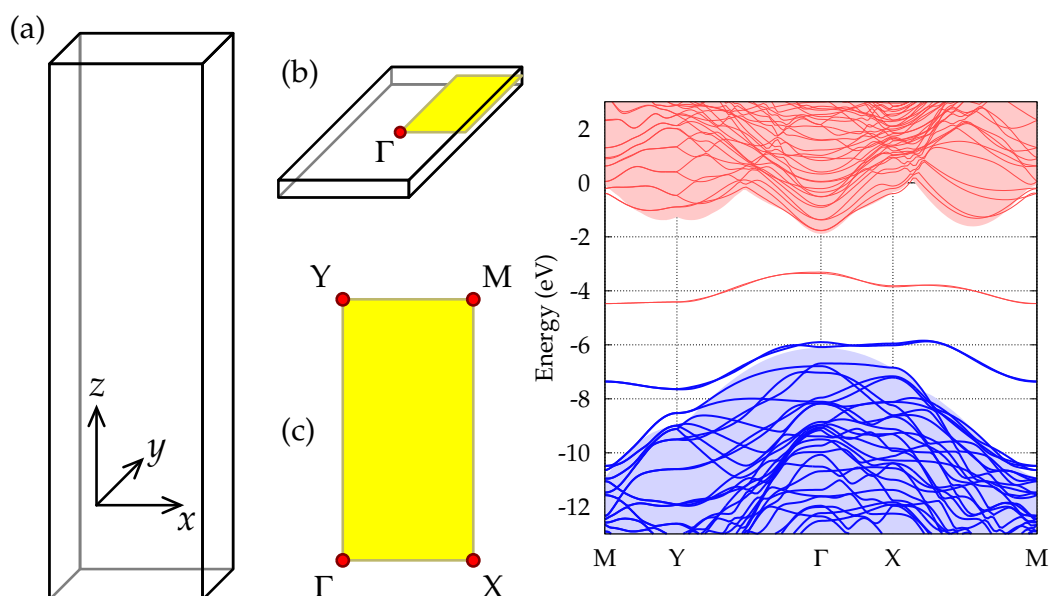 (a)
z
y
x
(b)
Γ
Y
M
(c)
Γ
X
Energy (eV)
2
0
-2
-4
-6
-8
-10
-12
M
Y
Γ
X
M